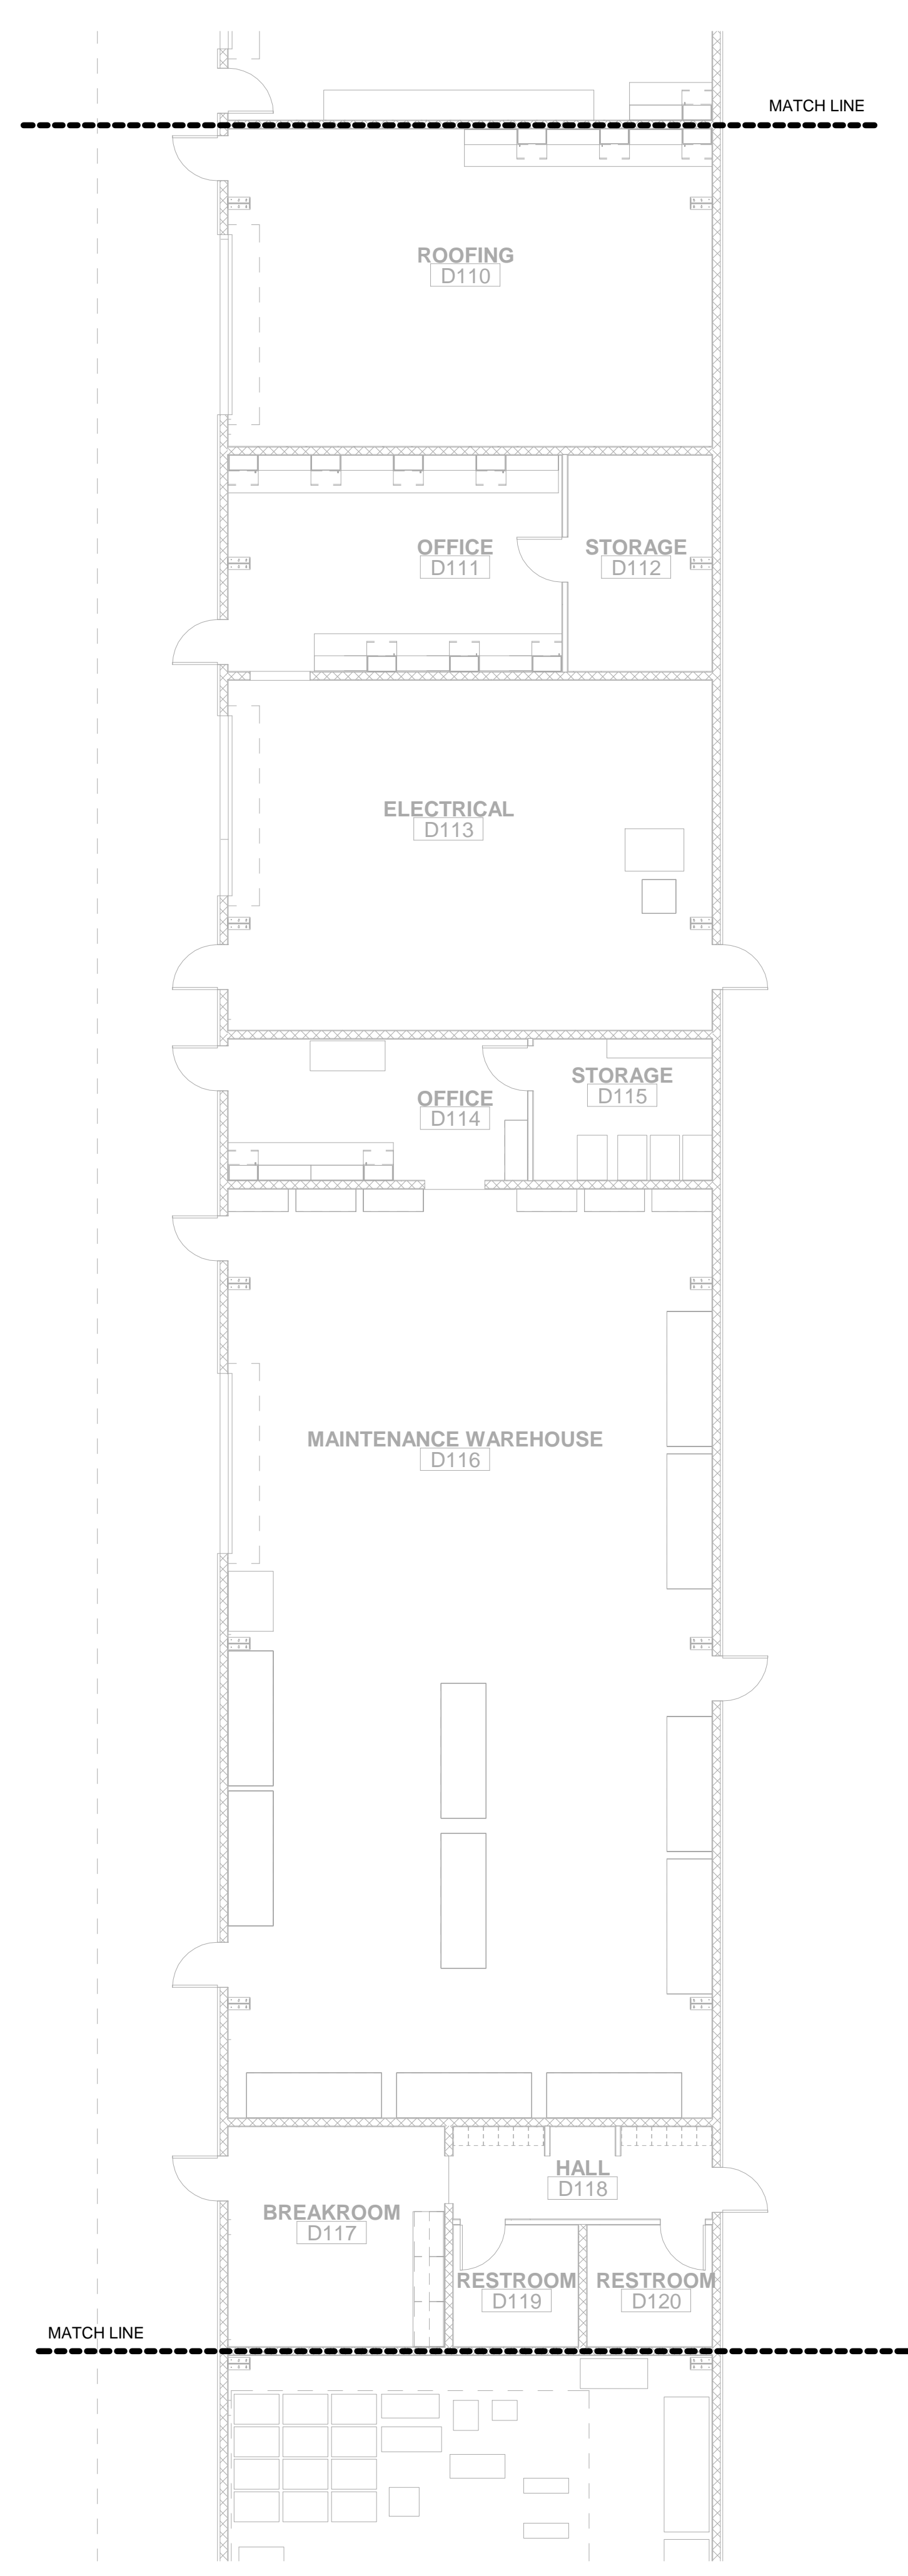 MATCH LINE
ROOFING
D110
OFFICE
D111
STORAGE
D112
ELECTRICAL
D113
STORAGE
D115
OFFICE
D114
MAINTENANCE WAREHOUSE
D116
HALL
D118
BREAKROOM
D117
RESTROOM
D119
RESTROOM
D120
MATCH LINE